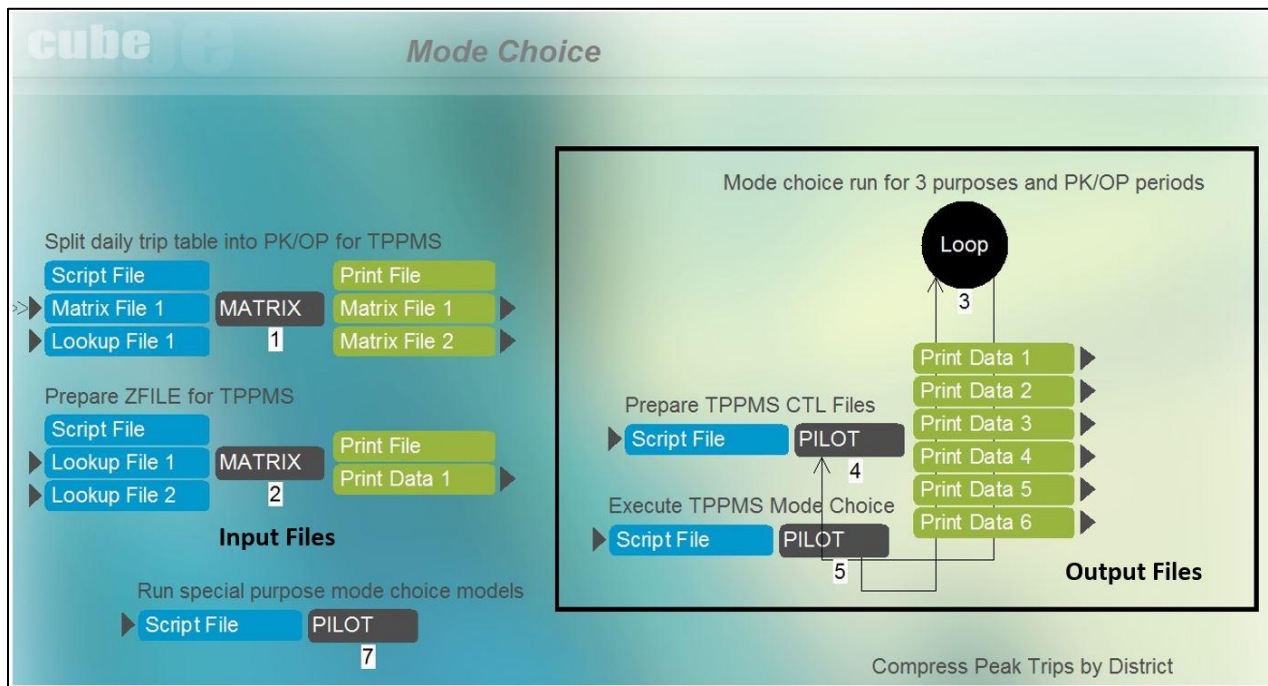 cube
Mode Choice
Mode choice run for 3 purposes and PK/OP periods
Loop
3
Split daily trip table into PK/OP for TPPMS
Script File
Print File
Matrix File 1
MATRIX
Matrix File 1
Lookup File 1
1
Matrix File 2
Prepare ZFILE for TPPMS
Script File
Print File
Lookup File 1
MATRIX
Print Data 1
Lookup File 2
2
Input Files
Run special purpose mode choice models
Script File
PILOT
7
Print Data 1
Print Data 2
Print Data 3
Print Data 4
Print Data 5
Print Data 6
Prepare TPPMS CTL Files
Script File
PILOT
4
Execute TPPMS Mode Choice
Script File
PILOT
5
Output Files
Compress Peak Trips by District